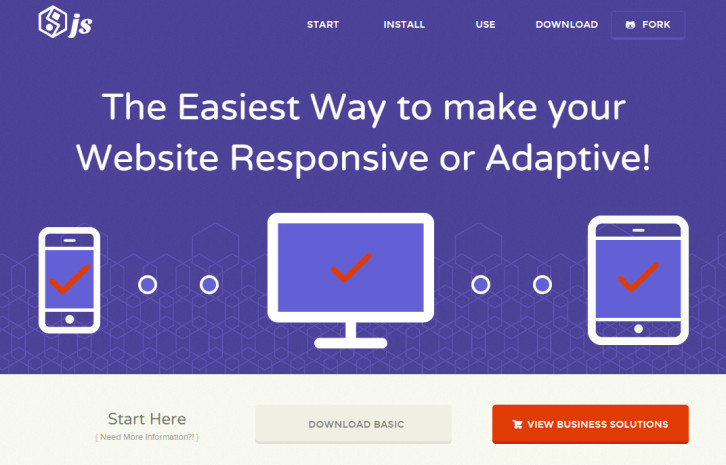 js
START
INSTALL
USE
DOWNLOAD
FORK
The Easiest Way to make your
Website Responsive or Adaptive!
Start Here
( Need More Information?! )
DOWNLOAD BASIC
VIEW BUSINESS SOLUTIONS